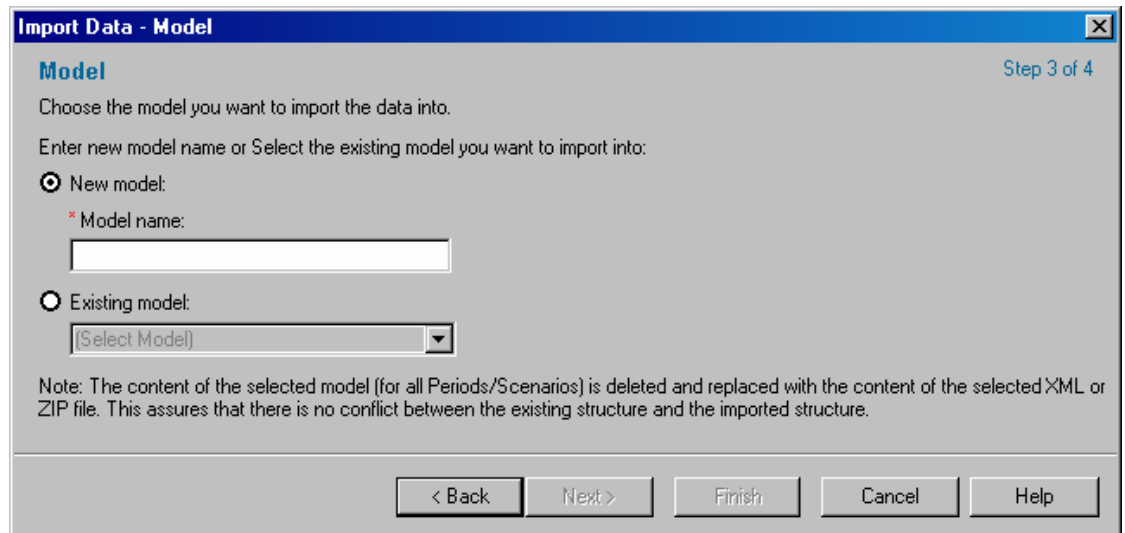 Import Data - Model
Model
Step 3 of 4
Choose the model you want to import the data into.
Enter new model name or Select the existing model you want to import into:
New model:
* Model name:
Existing model:
(Select Model)
Note: The content of the selected model (for all Periods/Scenarios) is deleted and replaced with the content of the selected XML or
ZIP file. This assures that there is no conflict between the existing structure and the imported structure.
< Back
Next >
Finish
Cancel
Help